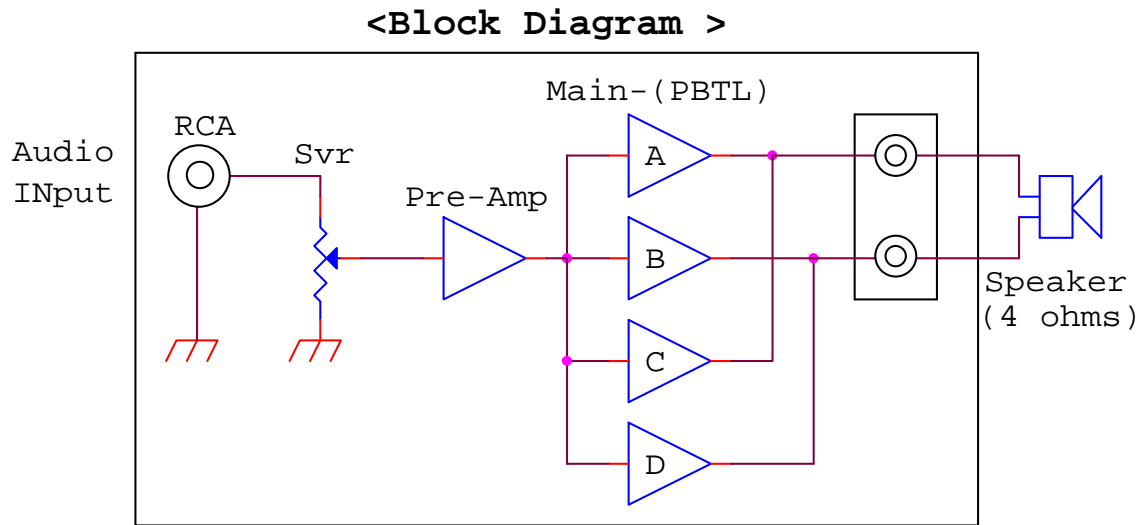 <Block Diagram >
Main-(PBTL)
RCA
Audio
INput
Svr
Pre-Amp
A
B
C
D
Speaker
(4 ohms)